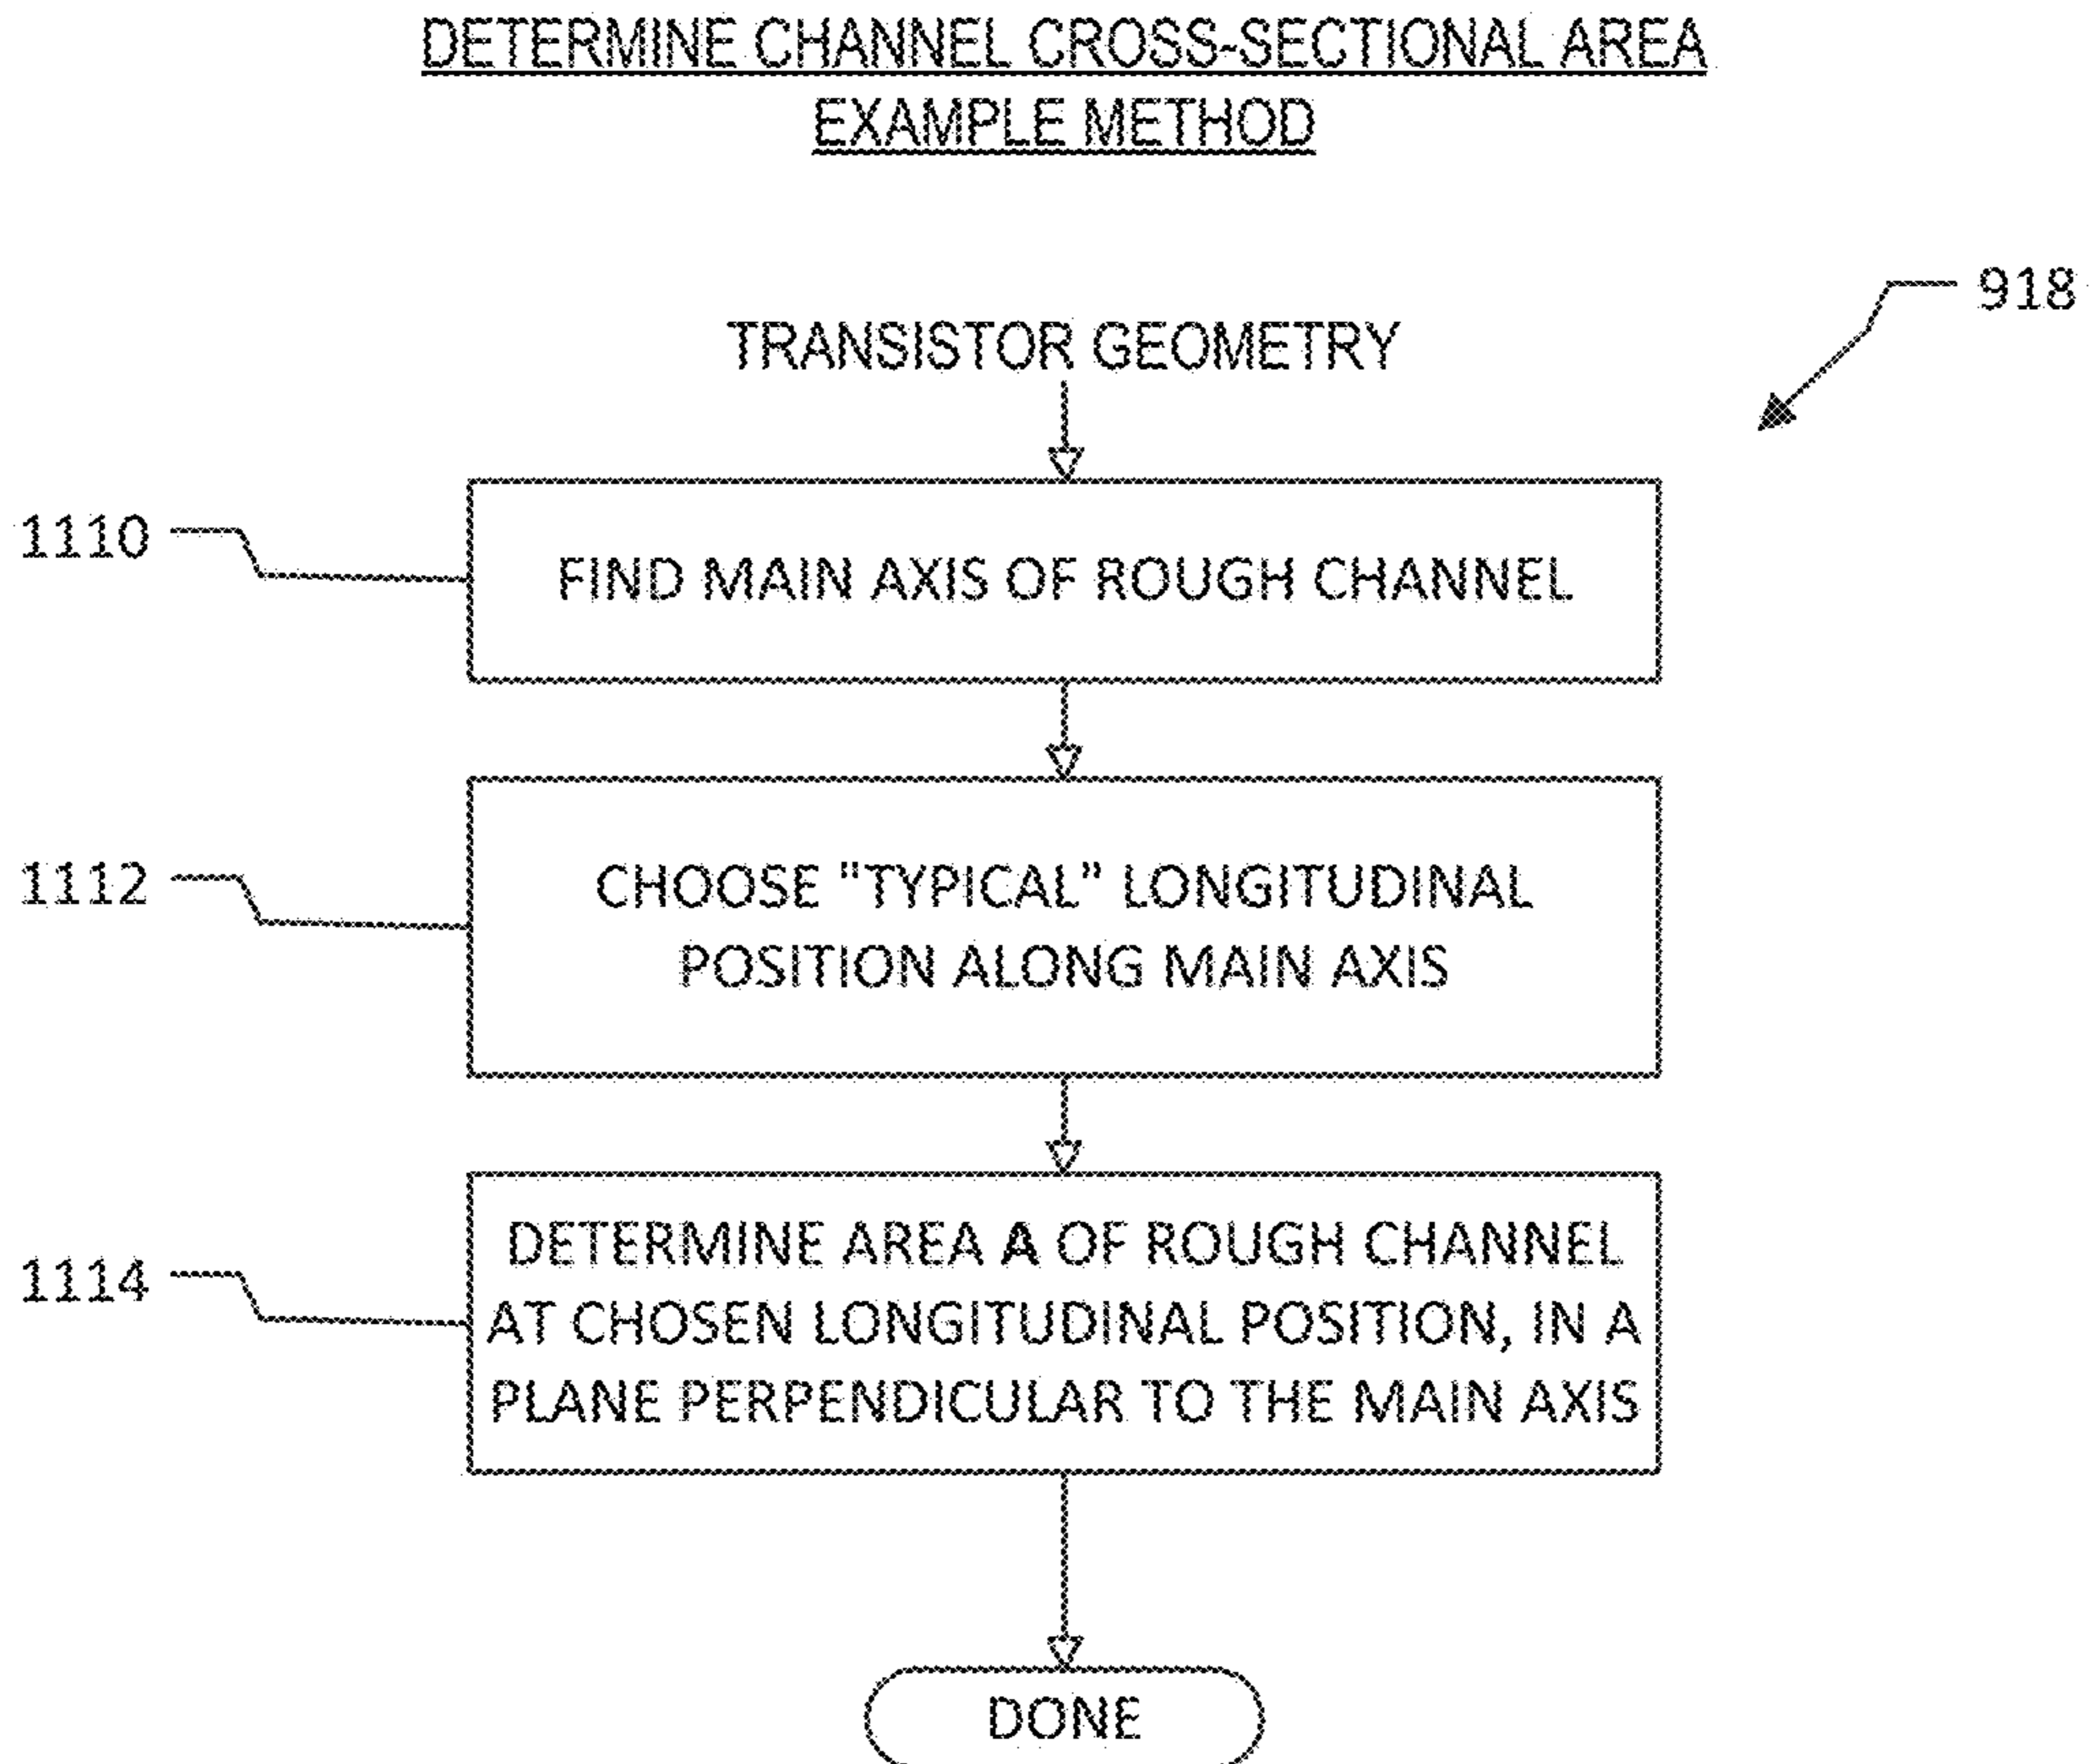 DETERMINE CHANNEL CROSS-SECTIONAL AREA
EXAMPLE METHOD
918
TRANSISTOR GEOMETRY
1110
FIND MAIN AXIS OF ROUGH CHANNEL
1112
CHOOSE "TYPICAL" LONGITUDINAL
POSITION ALONG MAIN AXIS
1114
DETERMINE AREA A OF ROUGH CHANNEL
AT CHOSEN LONGITUDINAL POSITION, IN A
PLANE PERPENDICULAR TO THE MAIN AXIS
DONE